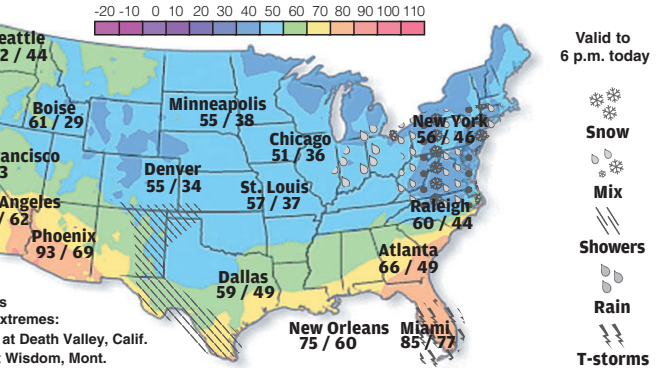 -20 -10 0 10 20 30 40 50 60 70 80 90 100 110
Valid to
6 p.m. today
eattle
2 / 44
Boise
61 / 29
Minneapolis
55 / 38
Chicago
51 / 36
New York
56 / 46
Snow
ancisco
3
Denver
55 / 34
St. Louis
57 / 37
Mix
Angeles
/ 62
Phoenix
93 / 69
Raleigh
60 / 44
Showers
Atlanta
66 / 49
Dallas
59 / 49
Rain
New Orleans
75 / 60
Miami
85 / 77
T-storms
s
xtremes:
at Death Valley, Calif.
t Wisdom, Mont.